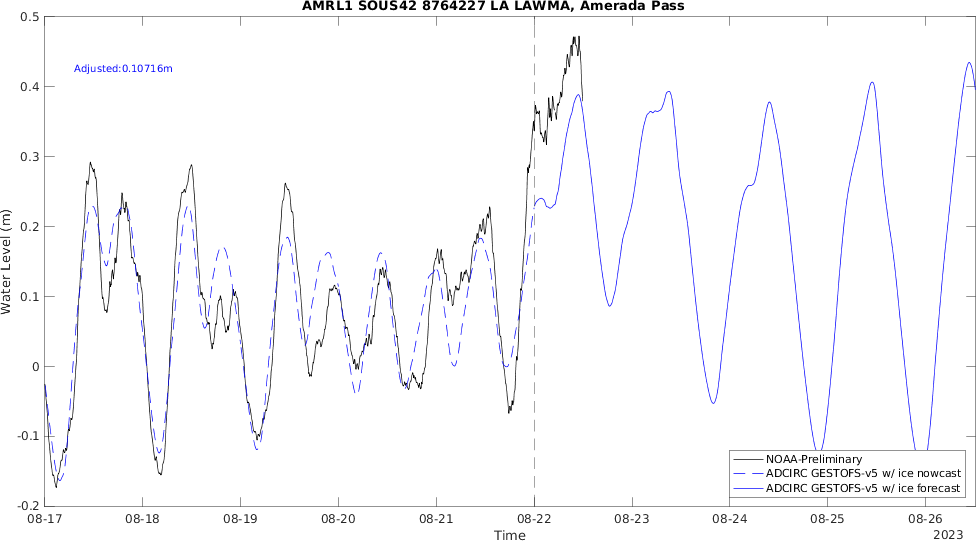 AMRL1 SOUS42 8764227 LA LAWMA, Amerada Pass
Adjusted:0.10716m
Water Level (m)
0.5
0.4
0.3
0.2
0.1
0
-0.1
-0.2
NOAA-Preliminary
ADCIRC GESTOFS-v5 w/ ice nowcast
ADCIRC GESTOFS-v5 w/ ice forecast
08-17 08-18 08-19 08-20 08-21 08-22 08-23 08-24 08-25 08-26
Time
2023